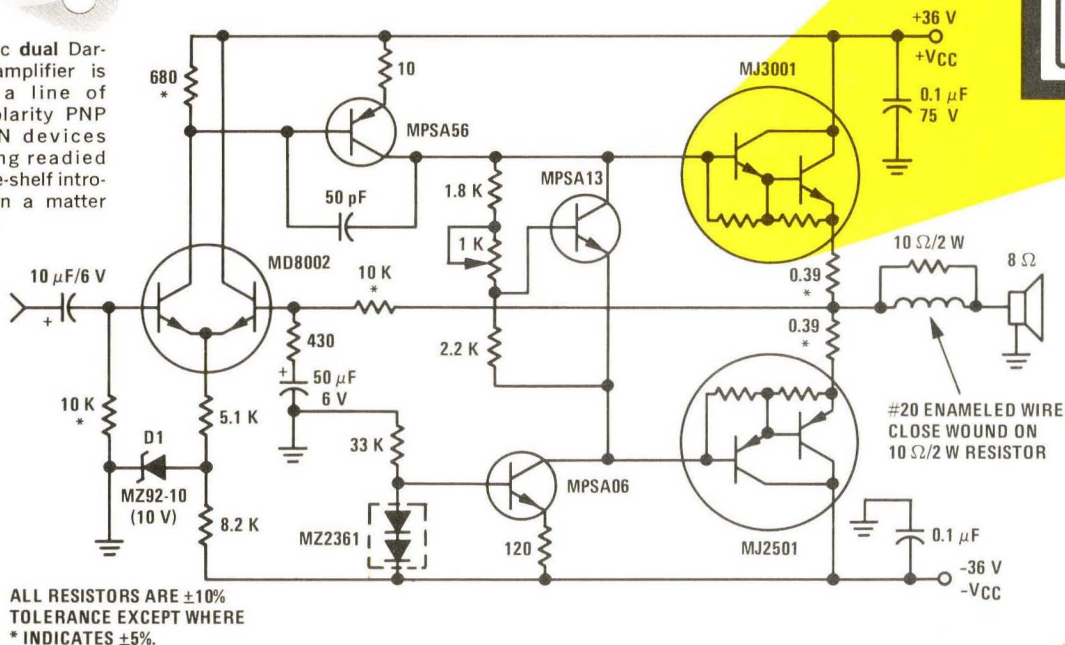 c dual Dar-
amplifier is
a line of
olarity PNP
N devices
ng readied
e-shelf intro-
n a matter
+36 V
+VCC
680
*
10
MJ3001
0.1 µF
75 V
MPSA56
1.8 K
MPSA13
50 pF
1 K
10 Ω/2 W
8 Ω
10 µF/6 V
+
MD8002
10 K
*
0.39
*
0.39
*
430
2.2 K
+
50 µF
6 V
#20 ENAMELED WIRE
CLOSE WOUND ON
10 Ω/2 W RESISTOR
10 K
*
5.1 K
D1
33 K
MZ92-10
(10 V)
MPSA06
8.2 K
MZ2361
120
MJ2501
0.1 µF
-36 V
-VCC
ALL RESISTORS ARE ±10%
TOLERANCE EXCEPT WHERE
* INDICATES ±5%.